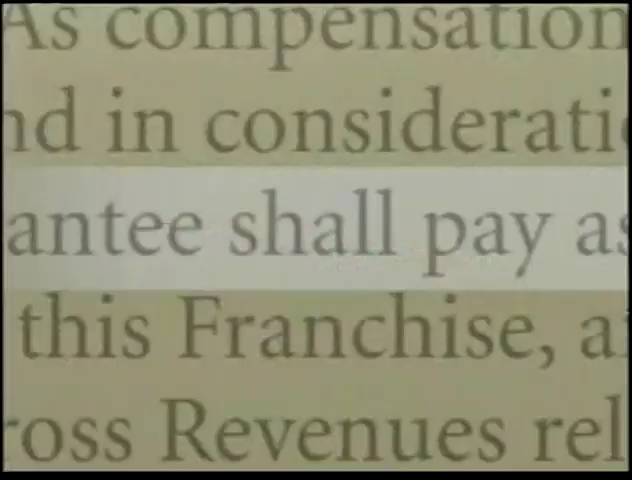 As compensation
nd in considerati
antee shall pay as
this Franchise, a
ross Revenues rel